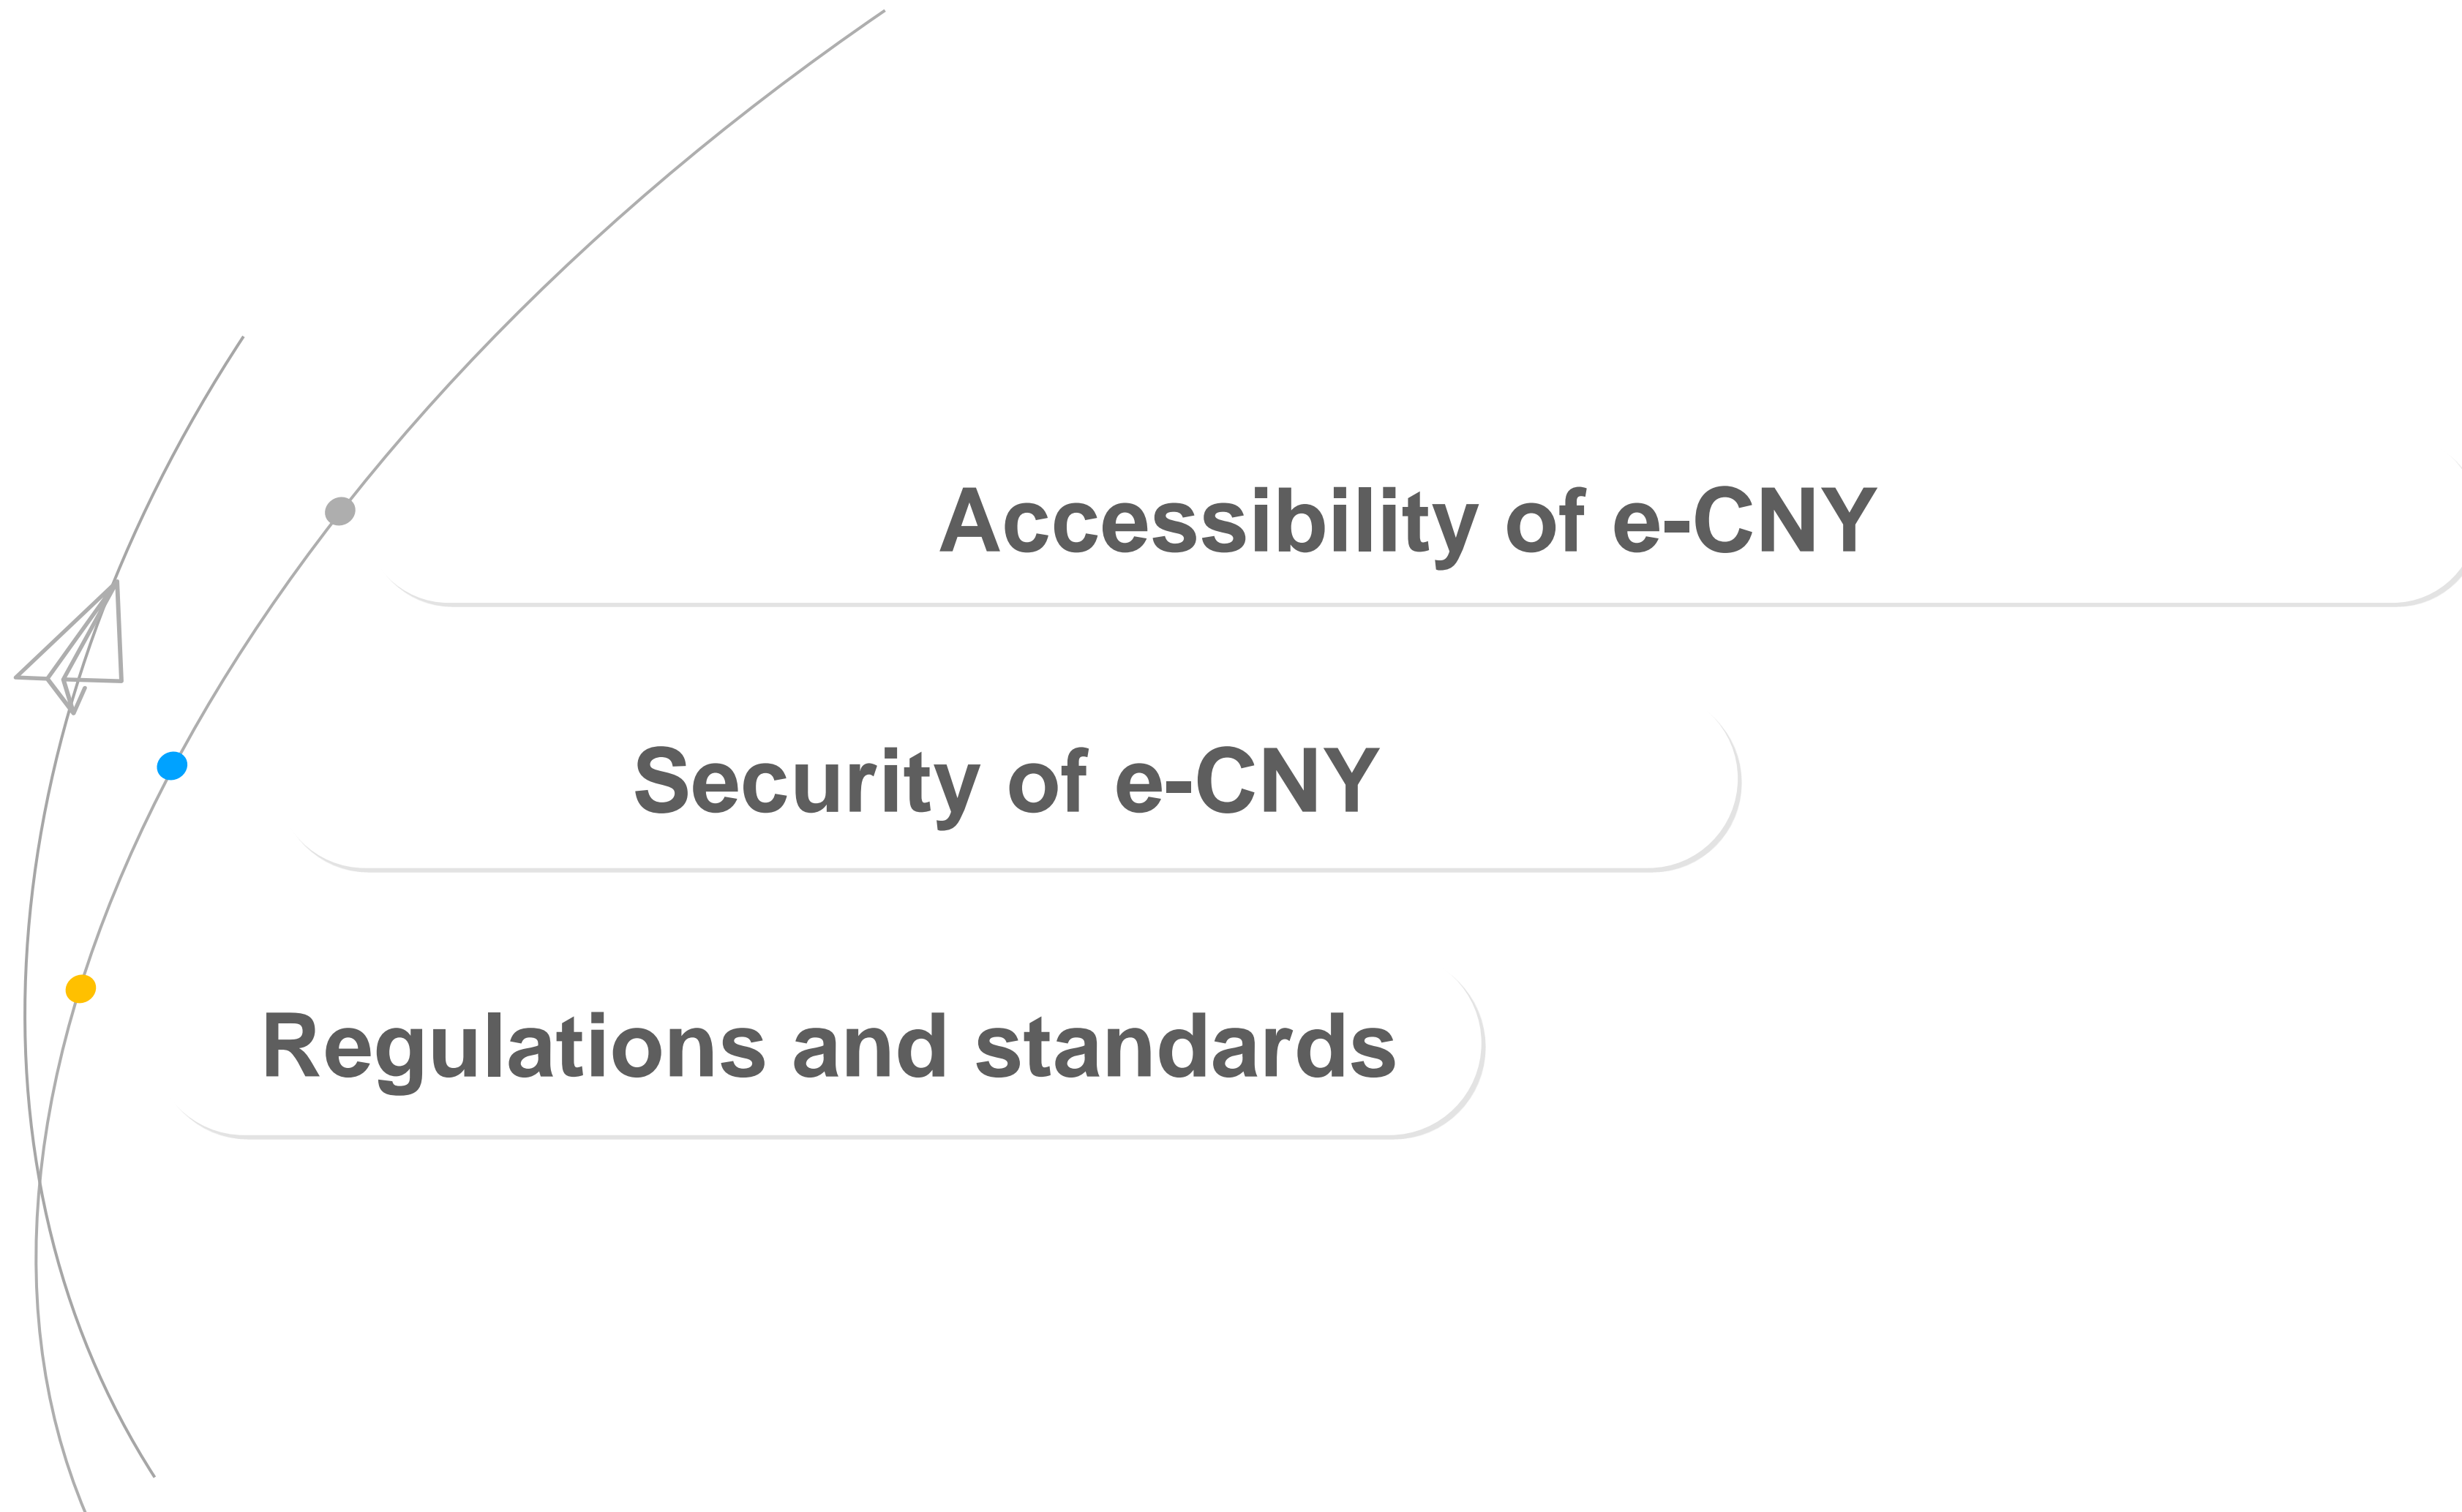 Accessibility of e-CNY
Security of e-CNY
Regulations and standards